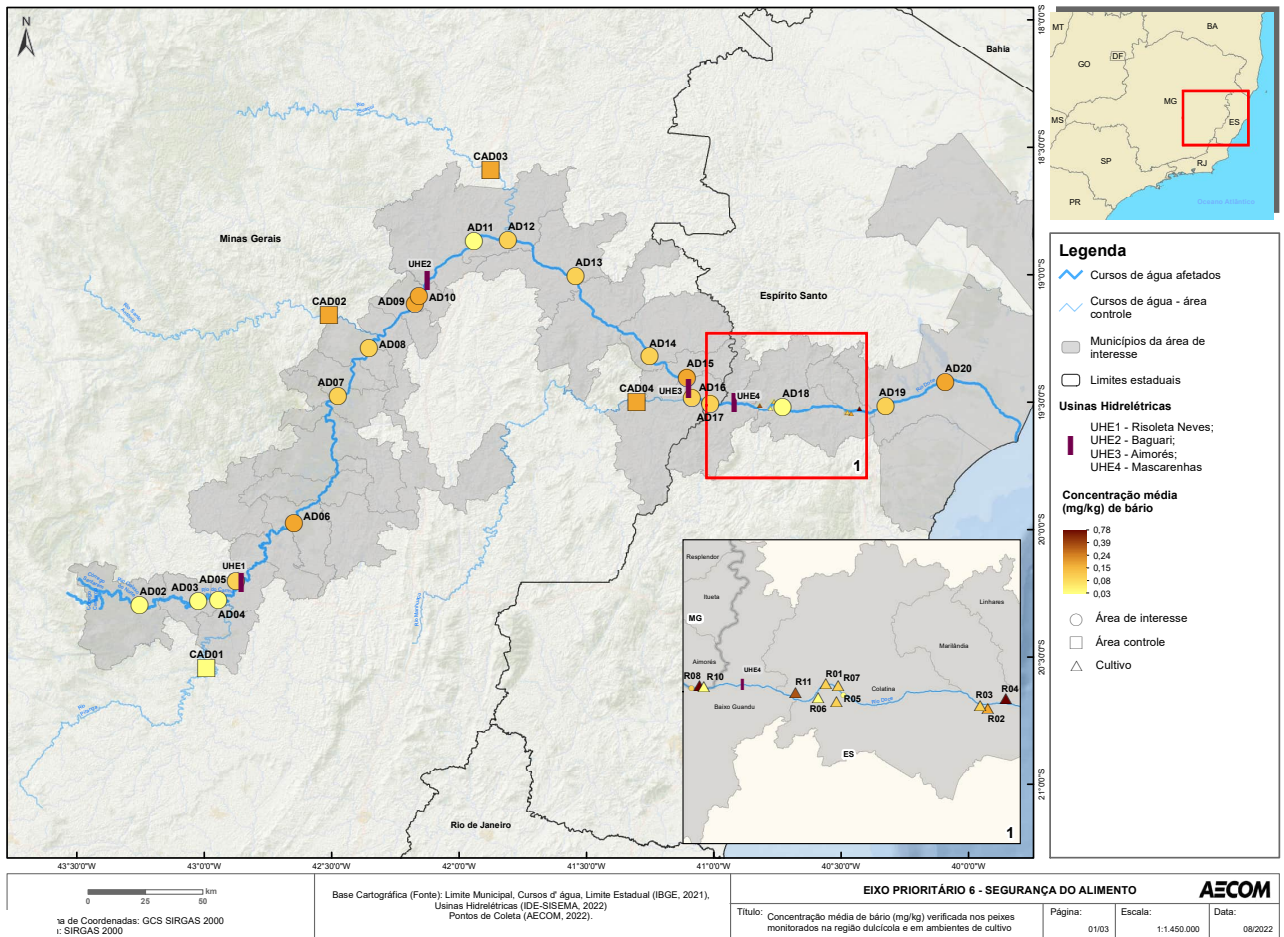 N
Bahia
Minas Gerais
Espírito Santo
Rio de Janeiro
CAD03
AD11
AD12
UHE2
AD13
CAD02
AD09
AD10
AD08
AD14
AD15
AD07
CAD04
UHE3
AD16
AD17
UHE4
AD18
AD19
AD20
Rio Doce
1
AD06
UHE1
AD05
AD03
AD02
AD04
CAD01
Rio Manhuaçu
Rio Piranga
Resplendor
Itueta
MG
Aimorés
UHE4
R08
R10
Baixo Guandu
R11
R01
R07
R06
R05
Colatina
Rio Doce
Marilândia
Linhares
R03
R04
R02
ES
1
43°30'0"W
43°0'0"W
42°30'0"W
42°0'0"W
41°30'0"W
41°0'0"W
40°30'0"W
40°0'0"W
18°0'0"S
18°30'0"S
19°0'0"S
19°30'0"S
20°0'0"S
20°30'0"S
21°0'0"S
MT
BA
GO
DF
MG
ES
MS
SP
RJ
PR
Oceano Atlântico
Legenda
Cursos de água afetados
Cursos de água - área
controle
Municípios da área de
interesse
Limites estaduais
Usinas Hidrelétricas
UHE1 - Risoleta Neves;
UHE2 - Baguari;
UHE3 - Aimorés;
UHE4 - Mascarenhas
Concentração média
(mg/kg) de bário
0,78
0,39
0,24
0,15
0,08
0,03
Área de interesse
Área controle
Cultivo
km
0 25 50
de Coordenadas: GCS SIRGAS 2000
: SIRGAS 2000
Base Cartográfica (Fonte): Limite Municipal, Cursos d' água, Limite Estadual (IBGE, 2021),
Usinas Hidrelétricas (IDE-SISEMA, 2022)
Pontos de Coleta (AECOM, 2022).
EIXO PRIORITÁRIO 6 - SEGURANÇA DO ALIMENTO
AECOM
Título: Concentração média de bário (mg/kg) verificada nos peixes
monitorados na região dulcícola e em ambientes de cultivo
Página:
01/03
Escala:
1:1.450.000
Data:
08/2022